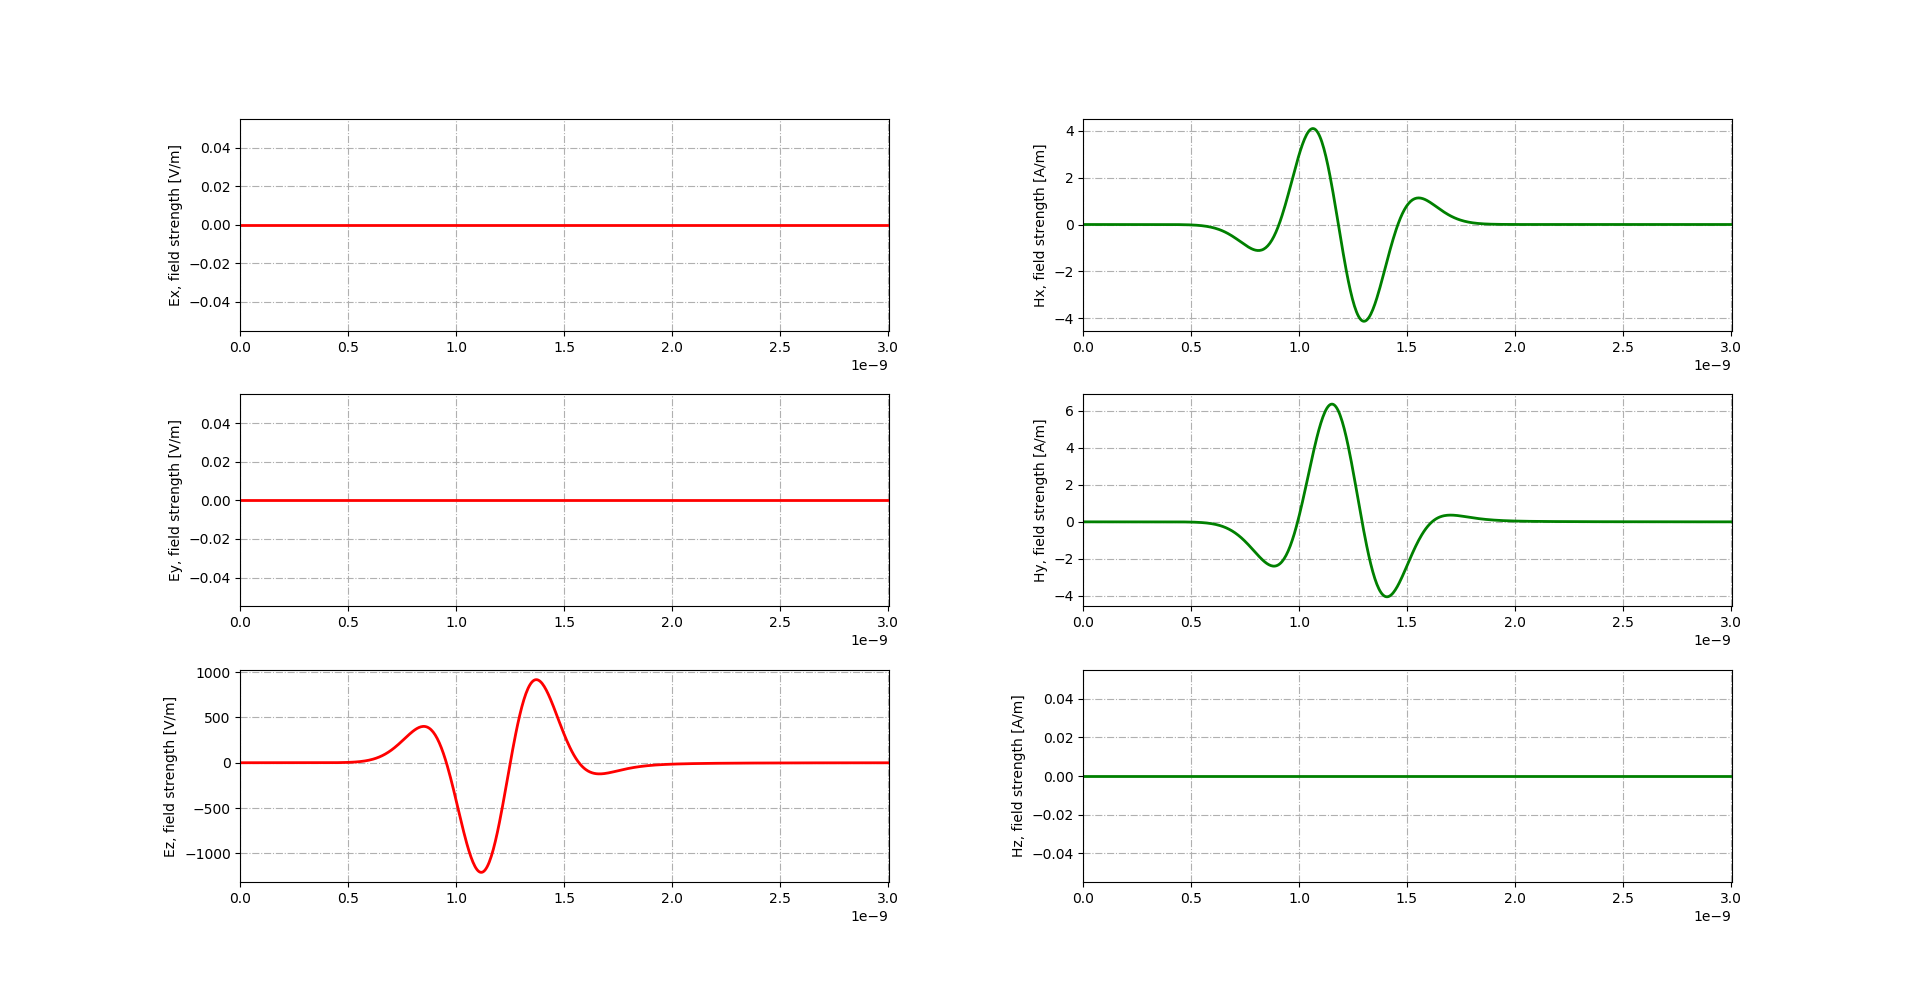 Ex, field strength [V/m]
0.04
0.02
0.00
−0.02
−0.04
0.0 0.5 1.0 1.5 2.0 2.5 3.0
1e−9
Hx, field strength [A/m]
4
2
0
−2
−4
0.0 0.5 1.0 1.5 2.0 2.5 3.0
1e−9
Ey, field strength [V/m]
0.04
0.02
0.00
−0.02
−0.04
0.0 0.5 1.0 1.5 2.0 2.5 3.0
1e−9
Hy, field strength [A/m]
6
4
2
0
−2
−4
0.0 0.5 1.0 1.5 2.0 2.5 3.0
1e−9
Ez, field strength [V/m]
1000
500
0
−500
−1000
0.0 0.5 1.0 1.5 2.0 2.5 3.0
1e−9
Hz, field strength [A/m]
0.04
0.02
0.00
−0.02
−0.04
0.0 0.5 1.0 1.5 2.0 2.5 3.0
1e−9